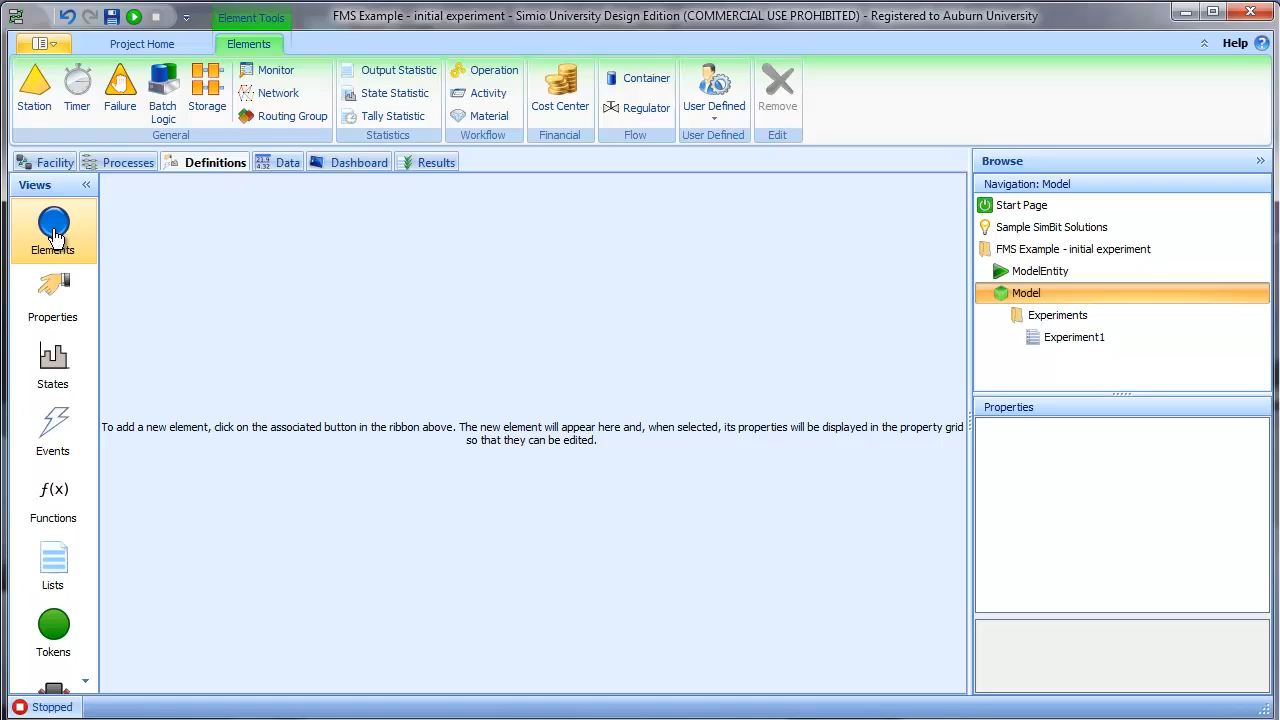 Element Tools
FMS Example - initial experiment - Simio University Design Edition (COMMERCIAL USE PROHIBITED) - Registered to Auburn University
Project Home
Elements
Help
Station
Timer
Failure
Batch
Logic
Storage
Monitor
Network
Routing Group
General
Output Statistic
State Statistic
Tally Statistic
Statistics
Operation
Activity
Material
Workflow
Cost Center
Financial
Container
Regulator
Flow
User Defined
User Defined
Remove
Edit
Facility
Processes
Definitions
Data
Dashboard
Results
Views
Elements
Properties
States
Events
f(x)
Functions
Lists
Tokens
To add a new element, click on the associated button in the ribbon above. The new element will appear here and, when selected, its properties will be displayed in the property grid
so that they can be edited.
Browse
Navigation: Model
Start Page
Sample SimBit Solutions
FMS Example - initial experiment
ModelEntity
Model
Experiments
Experiment1
Properties
Stopped